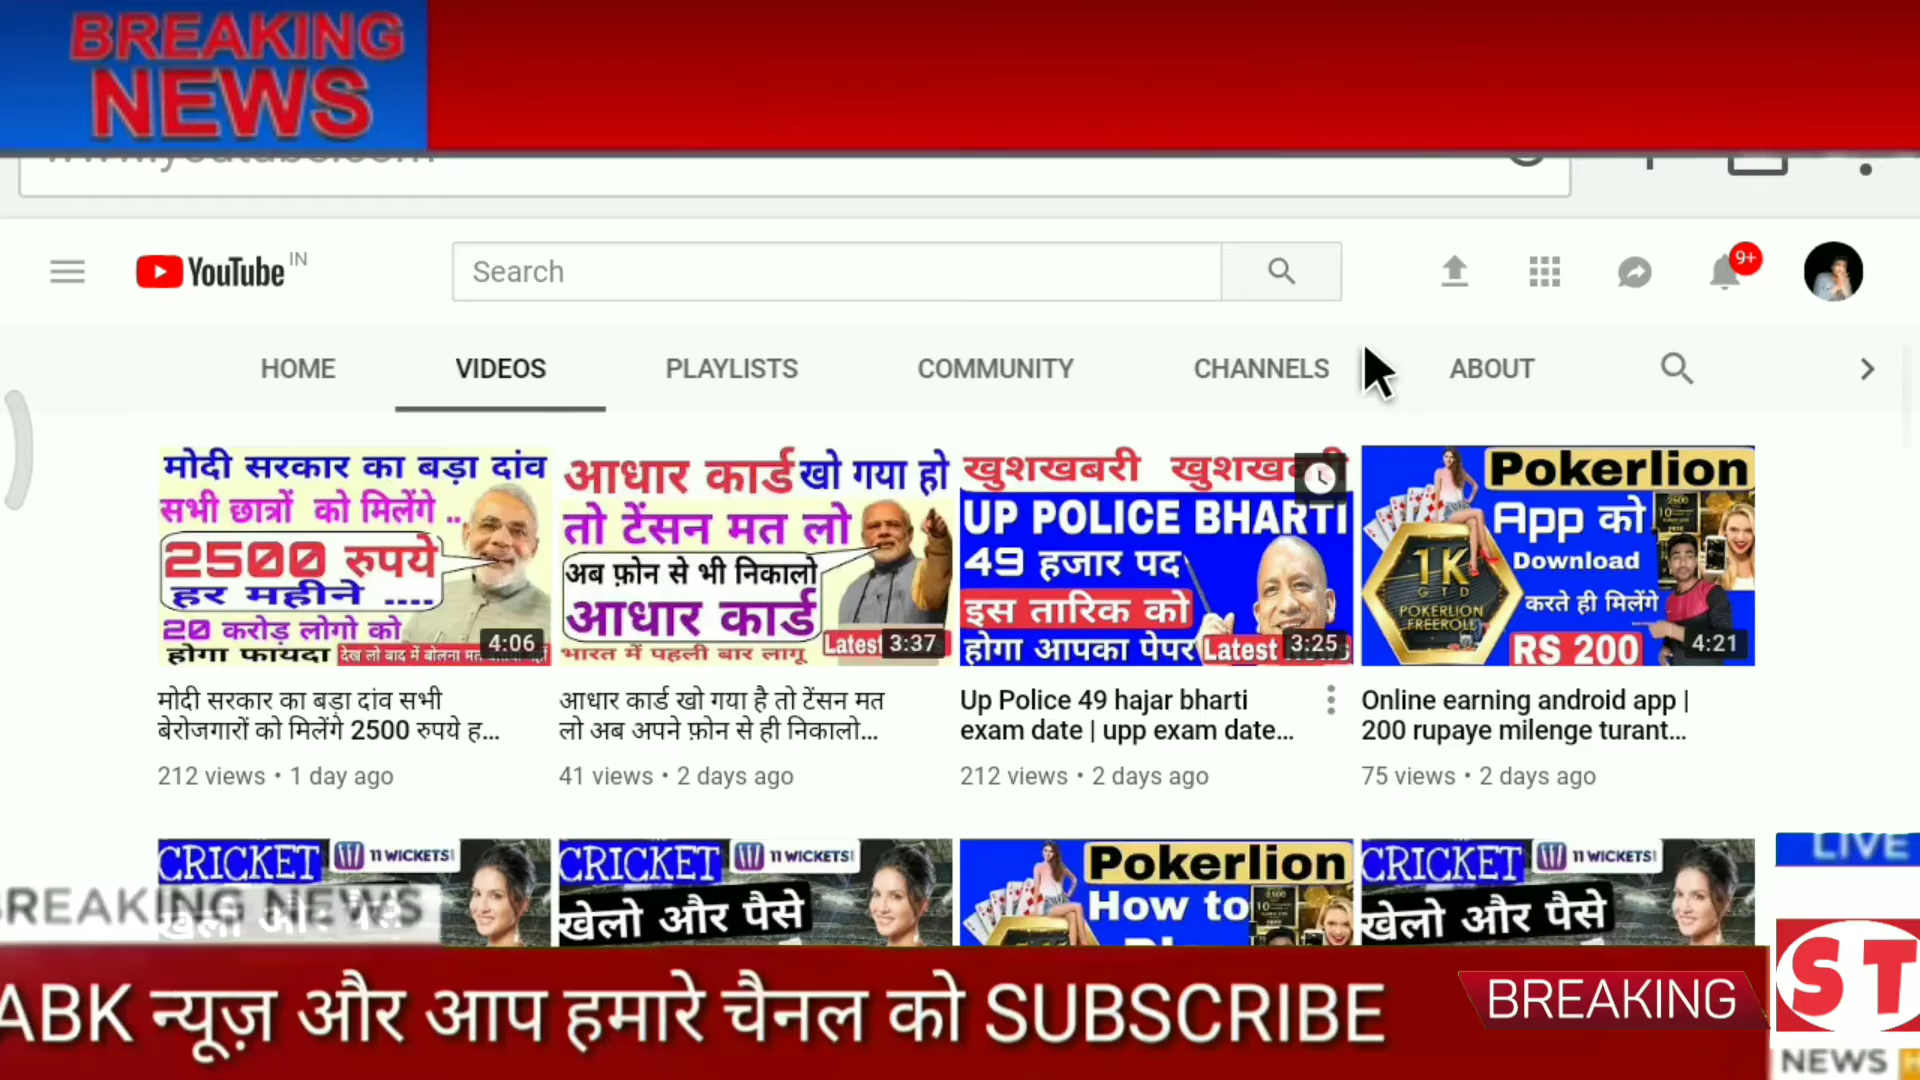 BREAKING
NEWS
YouTube IN
Search
9+
HOME
VIDEOS
PLAYLISTS
COMMUNITY
CHANNELS
ABOUT
मोदी सरकार का बड़ा दांव
सभी छात्रों को मिलेंगे ..
2500 रुपये
हर महीने ....
20 करोड़ लोगो को
होगा फायदा
देख लो बाद में बोलना मत
4:06
आधार कार्ड खो गया हो
तो टेंसन मत लो
अब फ़ोन से भी निकालो
आधार कार्ड
भारत में पहली बार लागू
Latest
3:37
खुशखबरी
UP POLICE BHARTI
49 हजार पद
इस तारिक को
होगा आपका पेपर
Latest
3:25
Pokerlion
App को
Download
करते ही मिलेंगे
RS 200
1K
GTD
POKERLION
FREEROLL
4:21
मोदी सरकार का बड़ा दांव सभी
बेरोजगारों को मिलेंगे 2500 रुपये ह...
212 views • 1 day ago
आधार कार्ड खो गया है तो टेंसन मत
लो अब अपने फ़ोन से ही निकालो...
41 views • 2 days ago
Up Police 49 hajar bharti
exam date | upp exam date...
212 views • 2 days ago
Online earning android app |
200 rupaye milenge turant...
75 views • 2 days ago
CRICKET
11 WICKETS
CRICKET
11 WICKETS
खेलो और पैसे
Pokerlion
How to
CRICKET
11 WICKETS
खेलो और पैसे
BREAKING NEWS
LIVE
ABK न्यूज़ और आप हमारे चैनल को SUBSCRIBE
BREAKING
ST
NEWS